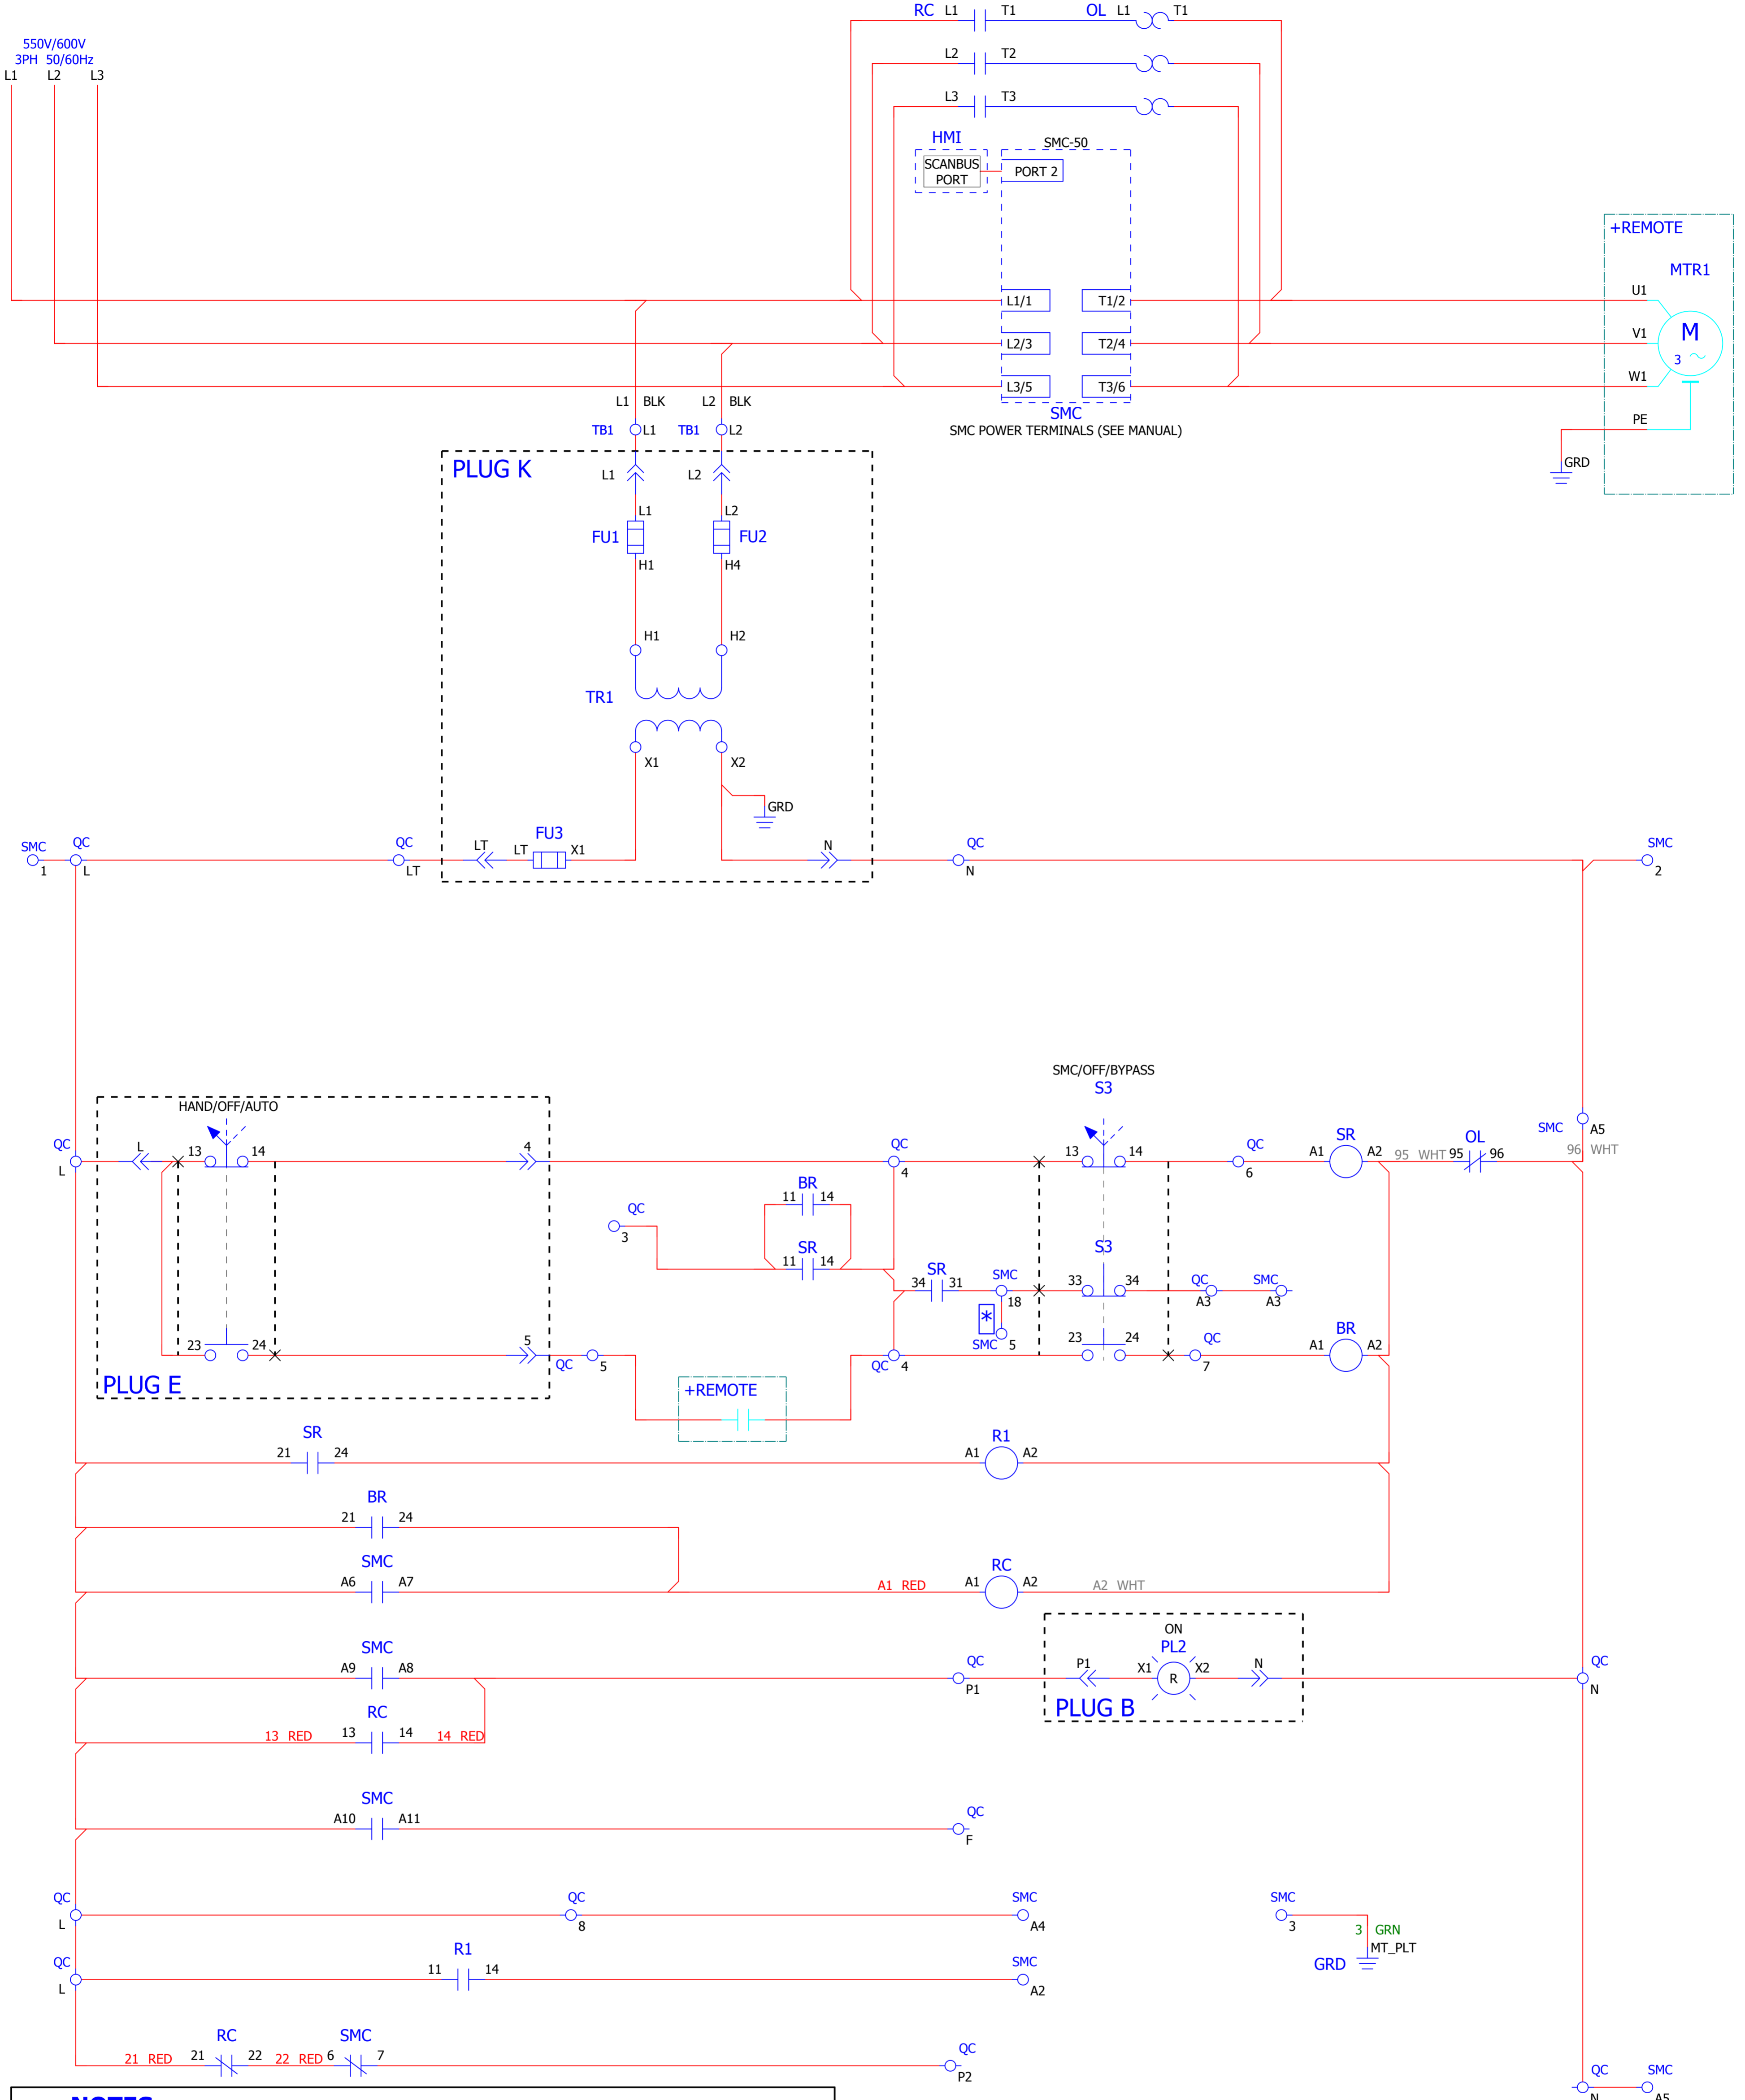 RC L1 T1 OL L1 T1
550V/600V
3PH 50/60Hz
L1 L2 L3
L2 T2
L3 T3
HMI
SMC-50
SCANBUS
PORT
PORT 2
+REMOTE
MTR1
L1/1 T1/2 U1
L2/3 T2/4 V1
M
3
L3/5 T3/6 W1
L1 BLK L2 BLK
SMC
SMC POWER TERMINALS (SEE MANUAL)
PE
TB1 L1 TB1 L2
GRD
PLUG K
L1 L2
L1 L2
FU1 FU2
H1 H4
H1 H2
TR1
X1 X2
GRD
FU3
SMC QC QC LT LT X1 N QC SMC
1 L LT N 2
SMC/OFF/BYPASS
S3
HAND/OFF/AUTO
SMC A5
QC L 13 14 4 QC 13 14 QC SR OL
A1 A2 95 WHT 95 96 96 WHT
L 4 6
BR
11 14
QC
3
SR
11 14
S3
SR
34 31 SMC 33 34 QC SMC
18 A3 A3
*
SMC 5
23 24 5 23 24 QC BR
A1 A2
QC 5 QC 4 7
PLUG E
+REMOTE
SR
21 24
R1
A1 A2
BR
21 24
SMC
A6 A7
RC
A1 RED A1 A2 A2 WHT
ON
PL2
SMC
A9 A8
QC P1 X1 R X2 N QC
P1 N
PLUG B
RC
13 RED 13 14 14 RED
SMC
A10 A11
QC
F
QC QC SMC SMC
L 8 A4 3
3 GRN
MT_PLT
GRD
QC R1 SMC
11 14
L A2
RC SMC
21 RED 21 22 22 RED 6 7
QC
P2
QC SMC
N A5
NOTES